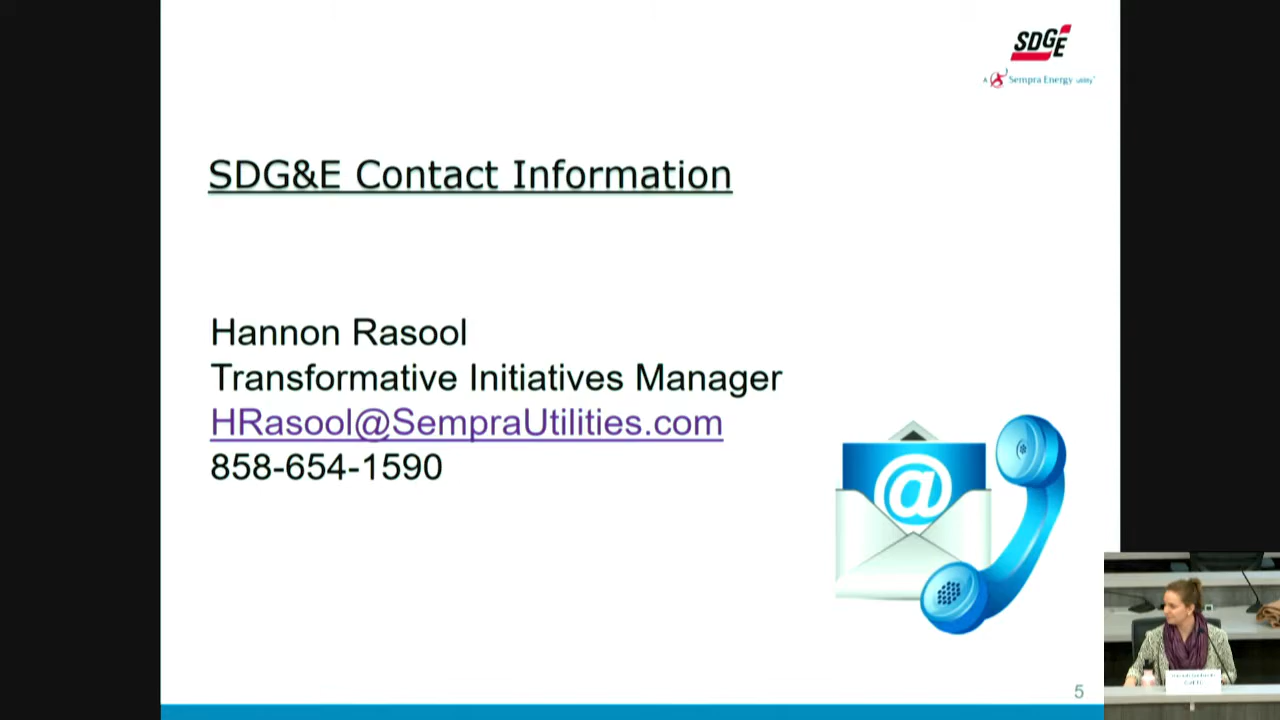 SDGE
A Sempra Energy utility
SDG&E Contact Information
Hannon Rasool
Transformative Initiatives Manager
HRasool@SempraUtilities.com
858-654-1590
@
5